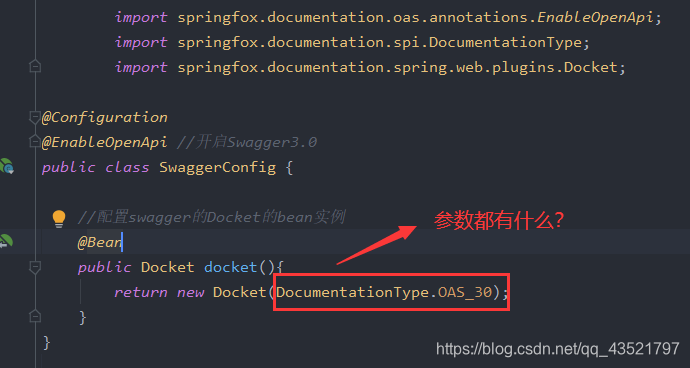 import springfox.documentation.oas.annotations.EnableOpenApi;
import springfox.documentation.spi.DocumentationType;
import springfox.documentation.spring.web.plugins.Docket;
@Configuration
@EnableOpenApi //开启Swagger3.0
public class SwaggerConfig {
//配置swagger的Docket的bean实例
参数都有什么?
@Bean
public Docket docket(){
return new Docket(DocumentationType.OAS_30);
}
}
https://blog.csdn.net/qq_43521797